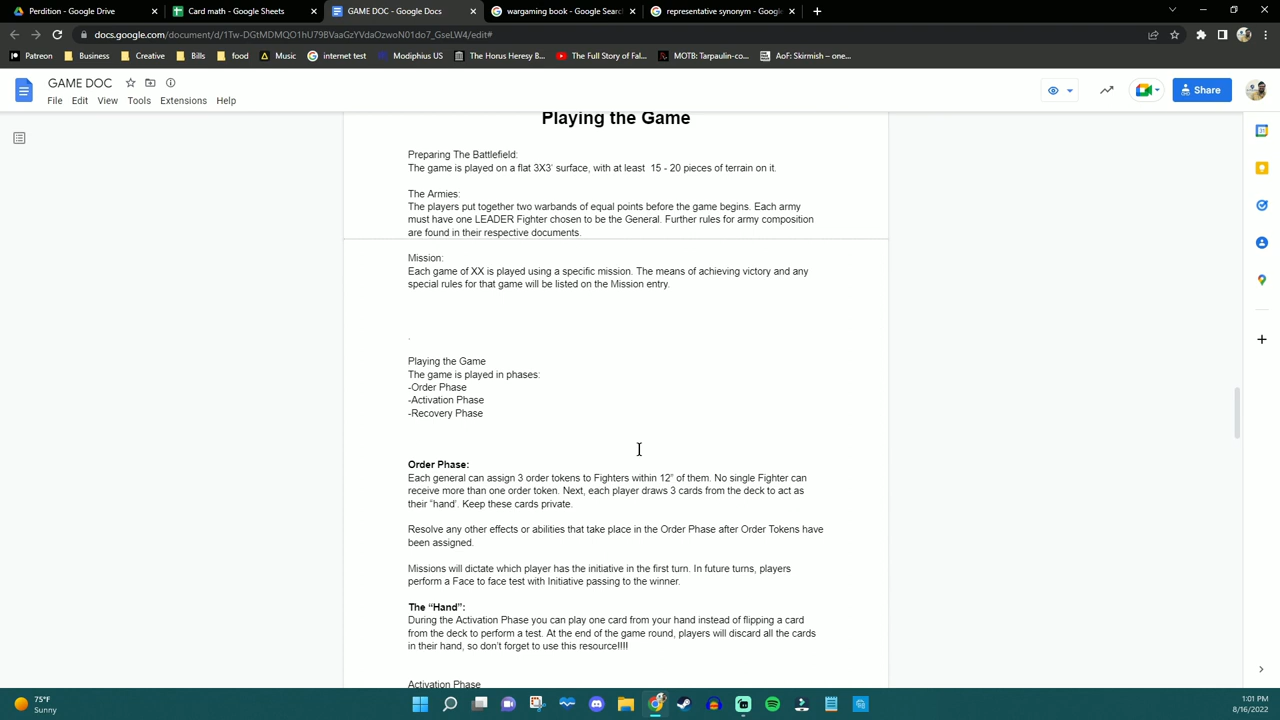 Perdition - Google Drive
Card math - Google Sheets
GAME DOC - Google Docs
wargaming book - Google Search
representative synonym - Google
docs.google.com/document/d/1Tw-DGtMDMQO1hU79BVaaGzYVdaOzwoN01do7_GseLW4/edit#
Patreon
Business
Creative
Bills
food
Music
internet test
Modiphius US
The Horus Heresy B...
The Full Story of Fal...
MOTB: Tarpaulin-co...
AoF: Skirmish – one...
GAME DOC
File Edit View Tools Extensions Help
Share
Playing the Game
Preparing The Battlefield:
The game is played on a flat 3X3' surface, with at least 15 - 20 pieces of terrain on it.
The Armies:
The players put together two warbands of equal points before the game begins. Each army
must have one LEADER Fighter chosen to be the General. Further rules for army composition
are found in their respective documents.
Mission:
Each game of XX is played using a specific mission. The means of achieving victory and any
special rules for that game will be listed on the Mission entry.
.
Playing the Game
The game is played in phases:
-Order Phase
-Activation Phase
-Recovery Phase
Order Phase:
Each general can assign 3 order tokens to Fighters within 12” of them. No single Fighter can
receive more than one order token. Next, each player draws 3 cards from the deck to act as
their “hand’. Keep these cards private.
Resolve any other effects or abilities that take place in the Order Phase after Order Tokens have
been assigned.
Missions will dictate which player has the initiative in the first turn. In future turns, players
perform a Face to face test with Initiative passing to the winner.
The “Hand”:
During the Activation Phase you can play one card from your hand instead of flipping a card
from the deck to perform a test. At the end of the game round, players will discard all the cards
in their hand, so don’t forget to use this resource!!!!
Activation Phase
75°F
Sunny
1:01 PM
8/16/2022